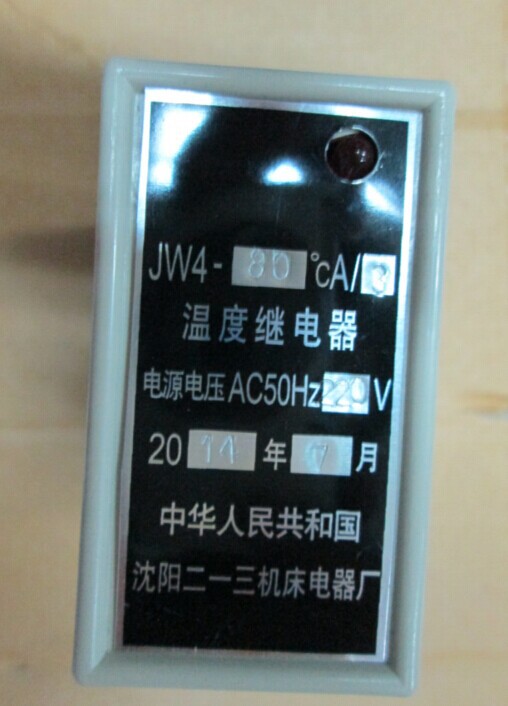 JW4-80℃A/3
温度继电器
电源电压AC50Hz220V
2014年7月
中华人民共和国
沈阳二一三机床电器厂